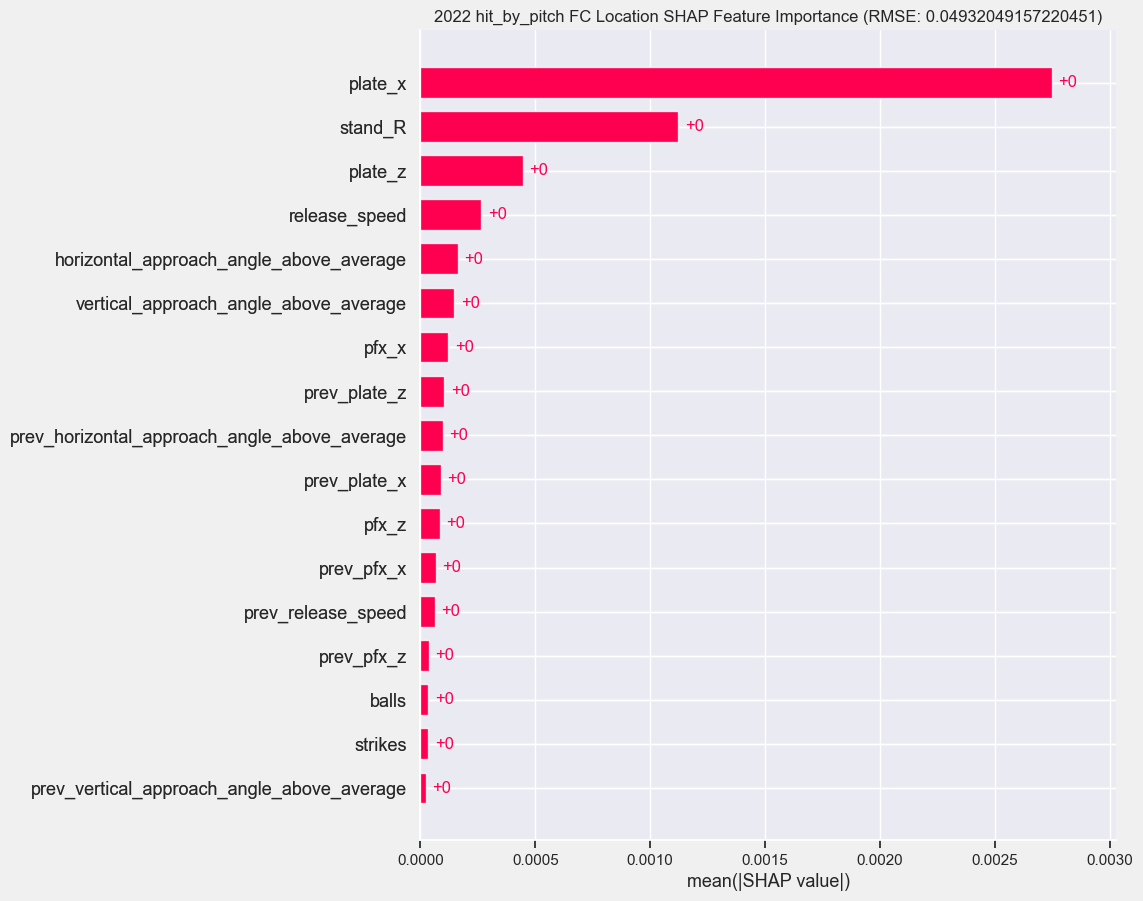 2022 hit_by_pitch FC Location SHAP Feature Importance (RMSE: 0.04932049157220451)
plate_x +0
stand_R +0
plate_z +0
release_speed +0
horizontal_approach_angle_above_average +0
vertical_approach_angle_above_average +0
pfx_x +0
prev_plate_z +0
prev_horizontal_approach_angle_above_average +0
prev_plate_x +0
pfx_z +0
prev_pfx_x +0
prev_release_speed +0
prev_pfx_z +0
balls +0
strikes +0
prev_vertical_approach_angle_above_average +0
0.0000 0.0005 0.0010 0.0015 0.0020 0.0025 0.0030
mean(|SHAP value|)